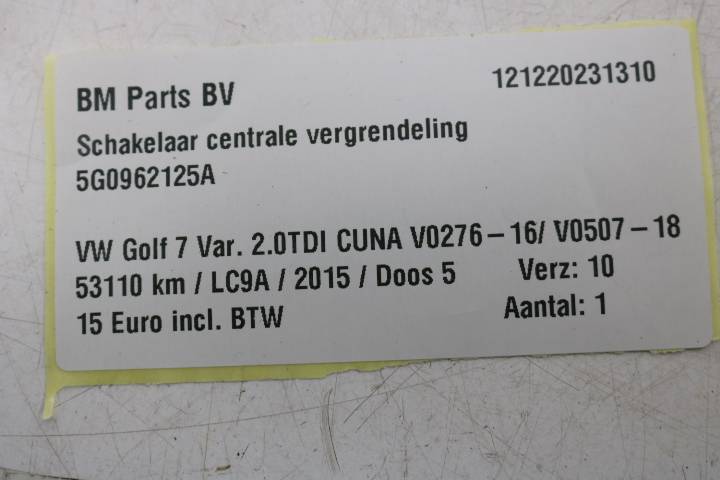 BM Parts BV 121220231310
Schakelaar centrale vergrendeling
5G0962125A
VW Golf 7 Var. 2.0TDI CUNA V0276-16/ V0507-18
53110 km / LC9A / 2015 / Doos 5 Verz: 10
15 Euro incl. BTW Aantal: 1